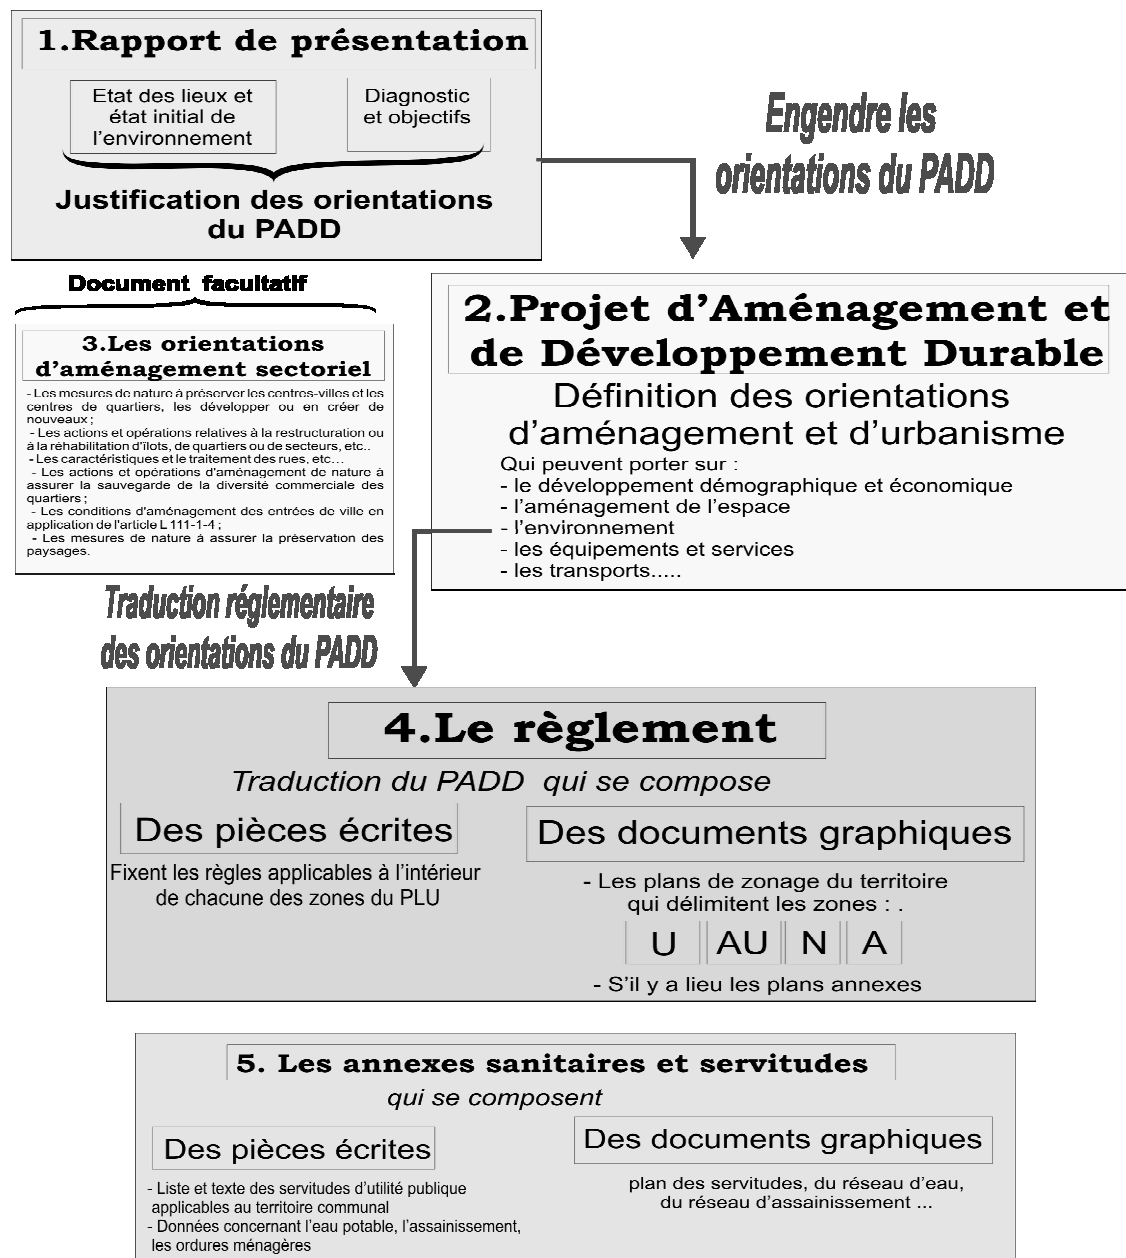 1.Rapport de présentation
Etat des lieux et
état initial de
l’environnement
Diagnostic
et objectifs
Justification des orientations
du PADD
Engendre les
orientations du PADD
Document facultatif
3.Les orientations
d’aménagement sectoriel
- Les mesures de nature à préserver les centres-villes et les
centres de quartiers, les développer ou en créer de
nouveaux ;
- Les actions et opérations relatives à la restructuration ou
à la réhabilitation d’îlots, de quartiers ou de secteurs, etc..
- Les caractéristiques et le traitement des rues, etc…
- Les actions et opérations d’aménagement de nature à
assurer la sauvegarde de la diversité commerciale des
quartiers ;
- Les conditions d’aménagement des entrées de ville en
application de l’article L 111-1-4 ;
- Les mesures de nature à assurer la préservation des
paysages.
2.Projet d’Aménagement et
de Développement Durable
Définition des orientations
d’aménagement et d’urbanisme
Qui peuvent porter sur :
- le développement démographique et économique
- l’aménagement de l’espace
- l’environnement
- les équipements et services
- les transports.....
Traduction réglementaire
des orientations du PADD
4.Le règlement
Traduction du PADD qui se compose
Des pièces écrites
Fixent les règles applicables à l’intérieur
de chacune des zones du PLU
Des documents graphiques
- Les plans de zonage du territoire
qui délimitent les zones : .
U AU N A
- S’il y a lieu les plans annexes
5. Les annexes sanitaires et servitudes
qui se composent
Des pièces écrites
- Liste et texte des servitudes d’utilité publique
applicables au territoire communal
- Données concernant l’eau potable, l’assainissement,
les ordures ménagères
Des documents graphiques
plan des servitudes, du réseau d’eau,
du réseau d’assainissement ...